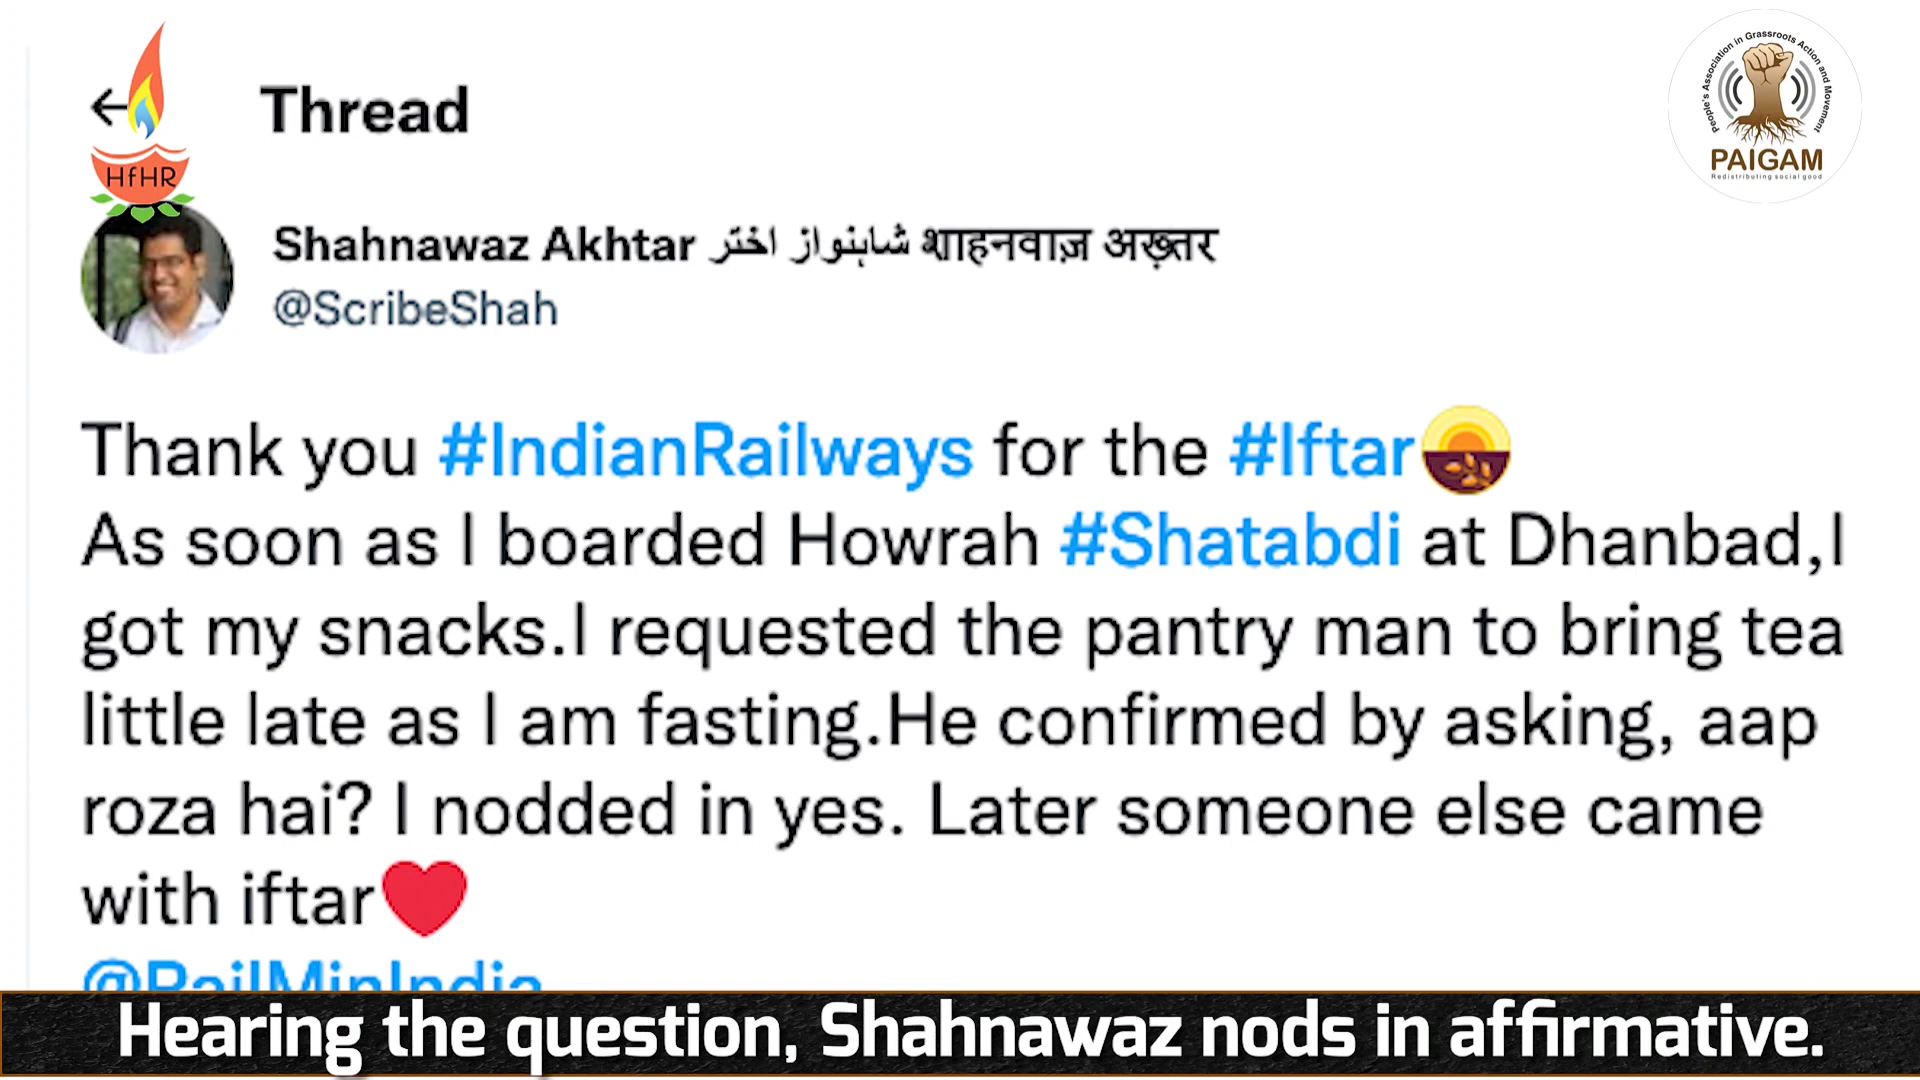 Thread
HfHR
People's Association in Grassroots Action and Movement
PAIGAM
Redistributing social good
Shahnawaz Akhtar شاہنواز اختر शाहनवाज़ अख़्तर
@ScribeShah
Thank you #IndianRailways for the #Iftar
As soon as I boarded Howrah #Shatabdi at Dhanbad,I
got my snacks.I requested the pantry man to bring tea
little late as I am fasting.He confirmed by asking, aap
roza hai? I nodded in yes. Later someone else came
with iftar❤️
@RailMinIndia
Hearing the question, Shahnawaz nods in affirmative.